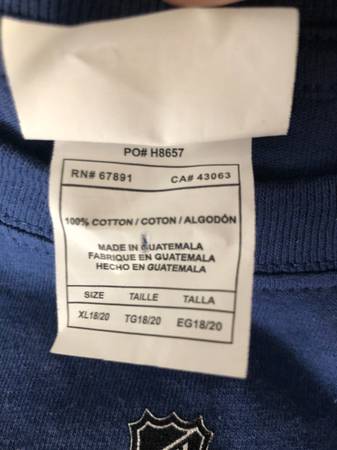 PO# H8657
RN# 67891 CA# 43063
100% COTTON / COTON / ALGODÓN
MADE IN GUATEMALA
FABRIQUE EN GUATEMALA
HECHO EN GUATEMALA
SIZE TAILLE TALLA
XL18/20 TG18/20 EG18/20